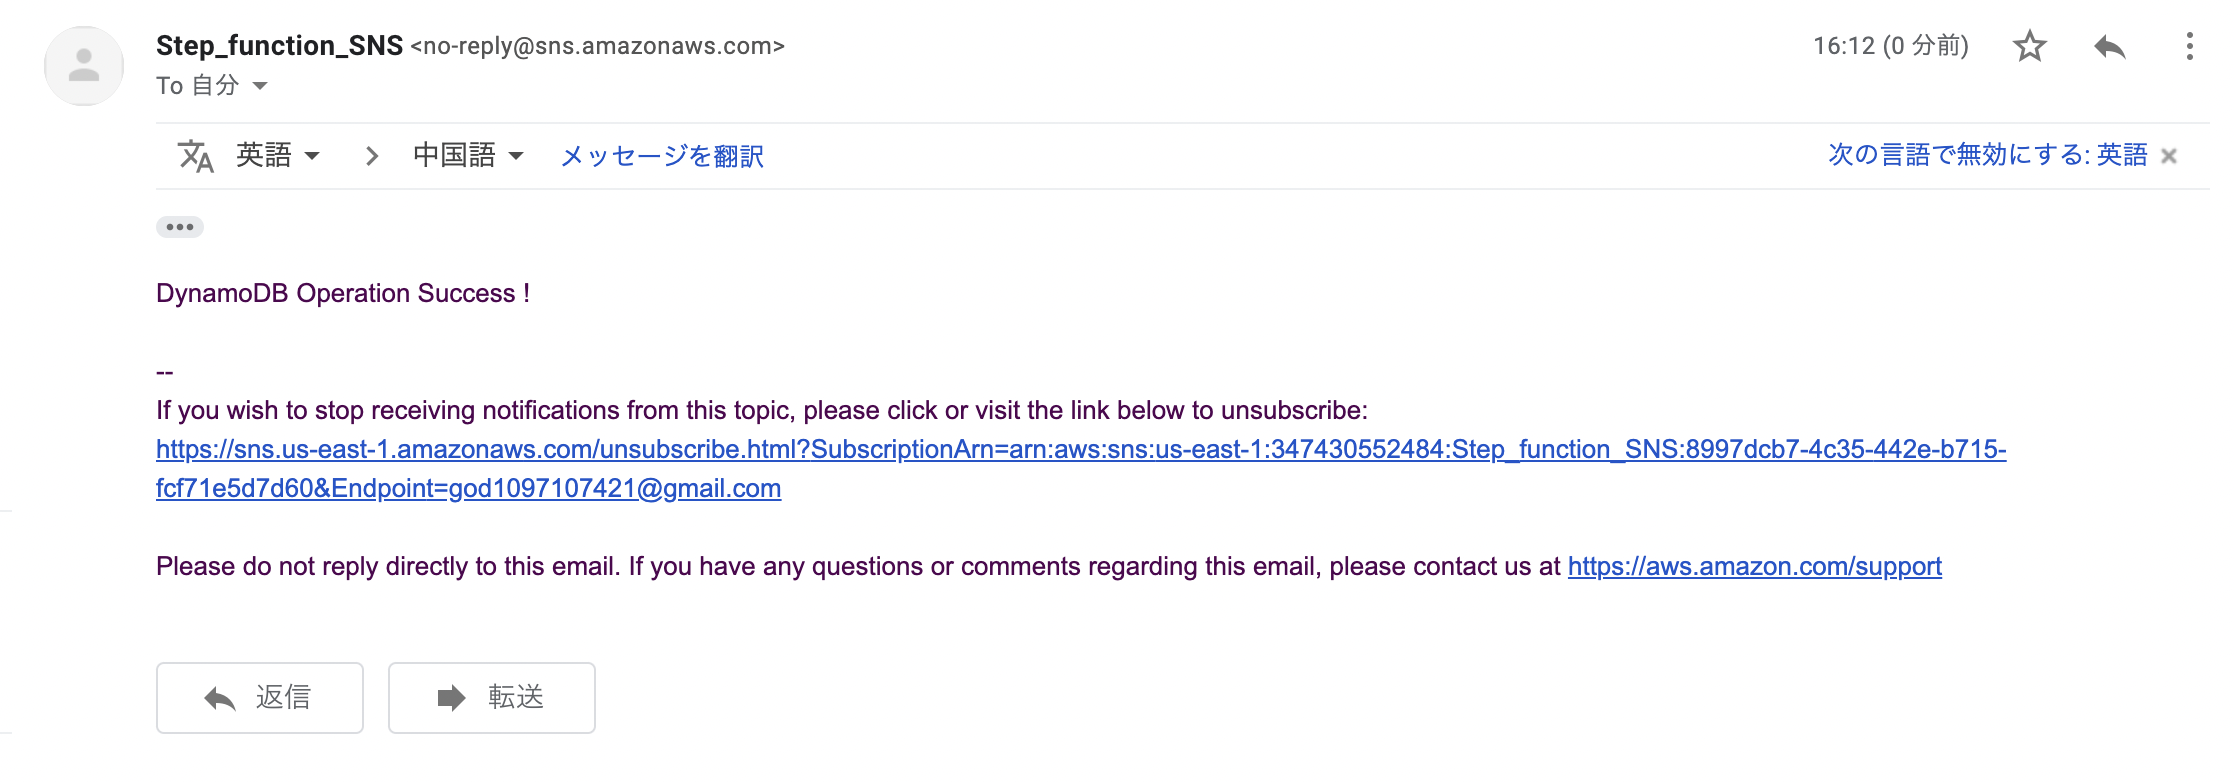 Step_function_SNS <no-reply@sns.amazonaws.com>
16:12 (0 分前)
To 自分
文A 英語 > 中国語 メッセージを翻訳
次の言語で無効にする: 英語 ×
•••
DynamoDB Operation Success !
--
If you wish to stop receiving notifications from this topic, please click or visit the link below to unsubscribe:
https://sns.us-east-1.amazonaws.com/unsubscribe.html?SubscriptionArn=arn:aws:sns:us-east-1:347430552484:Step_function_SNS:8997dcb7-4c35-442e-b715-
fcf71e5d7d60&Endpoint=god1097107421@gmail.com
Please do not reply directly to this email. If you have any questions or comments regarding this email, please contact us at https://aws.amazon.com/support
返信
転送